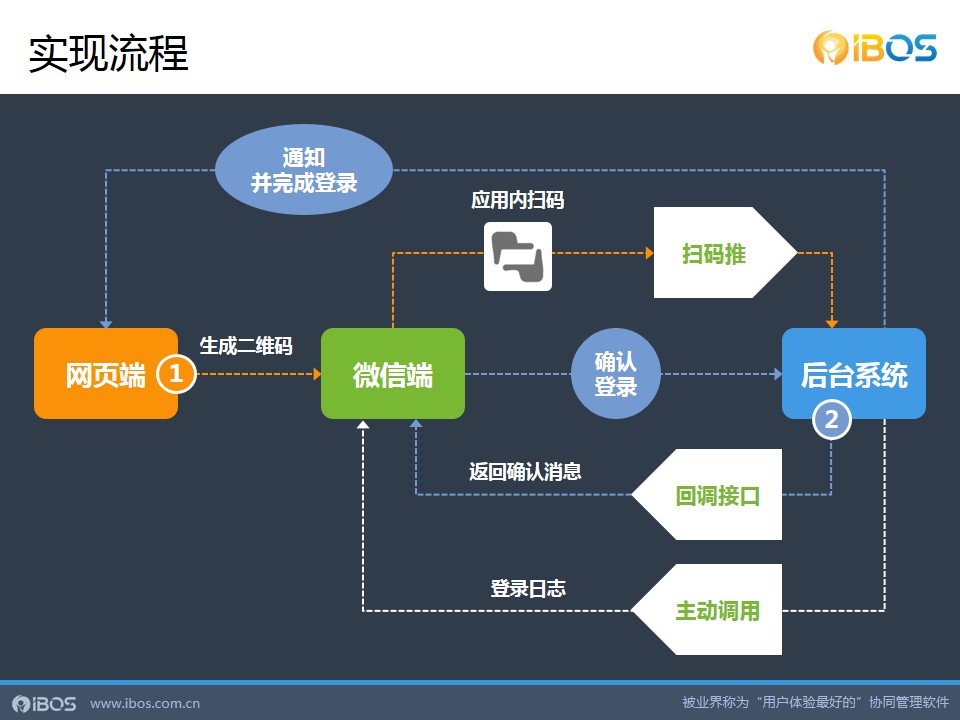 实现流程
iBOS
通知
并完成登录
应用内扫码
扫码推
生成二维码
网页端
1
微信端
确认
登录
后台系统
2
返回确认消息
回调接口
登录日志
主动调用
iBOS
www.ibos.com.cn
被业界称为“用户体验最好的”协同管理软件